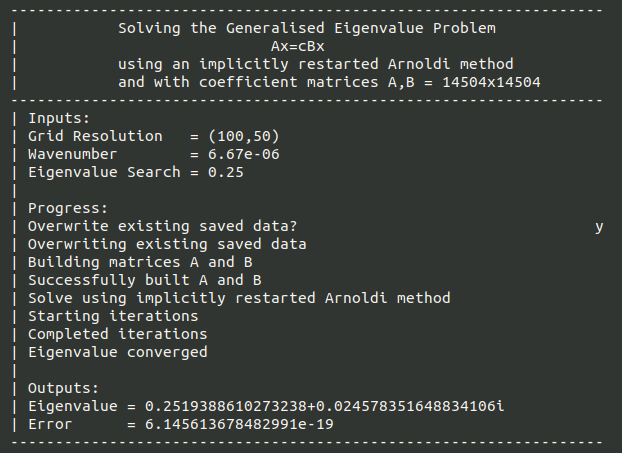 ------------------------------------------------------------------
|           Solving the Generalised Eigenvalue Problem
|                            Ax=cBx
|           using an implicitly restarted Arnoldi method
|           and with coefficient matrices A,B = 14504x14504
------------------------------------------------------------------
| Inputs:
| Grid Resolution   = (100,50)
| Wavenumber        = 6.67e-06
| Eigenvalue Search = 0.25
|
| Progress:
| Overwrite existing saved data?                                 y
| Overwriting existing saved data
| Building matrices A and B
| Successfully built A and B
| Solve using implicitly restarted Arnoldi method
| Starting iterations
| Completed iterations
| Eigenvalue converged
|
| Outputs:
| Eigenvalue = 0.2519388610273238+0.024578351648834106i
| Error      = 6.145613678482991e-19
------------------------------------------------------------------